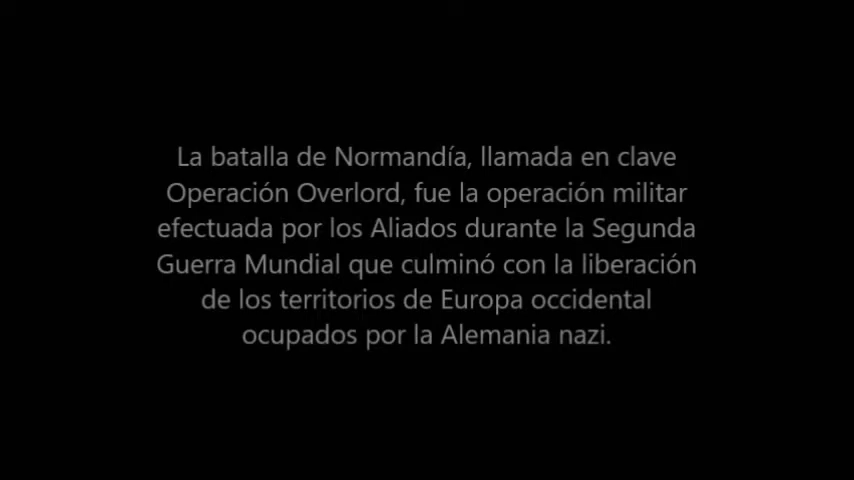 La batalla de Normandía, llamada en clave
Operación Overlord, fue la operación militar
efectuada por los Aliados durante la Segunda
Guerra Mundial que culminó con la liberación
de los territorios de Europa occidental
ocupados por la Alemania nazi.